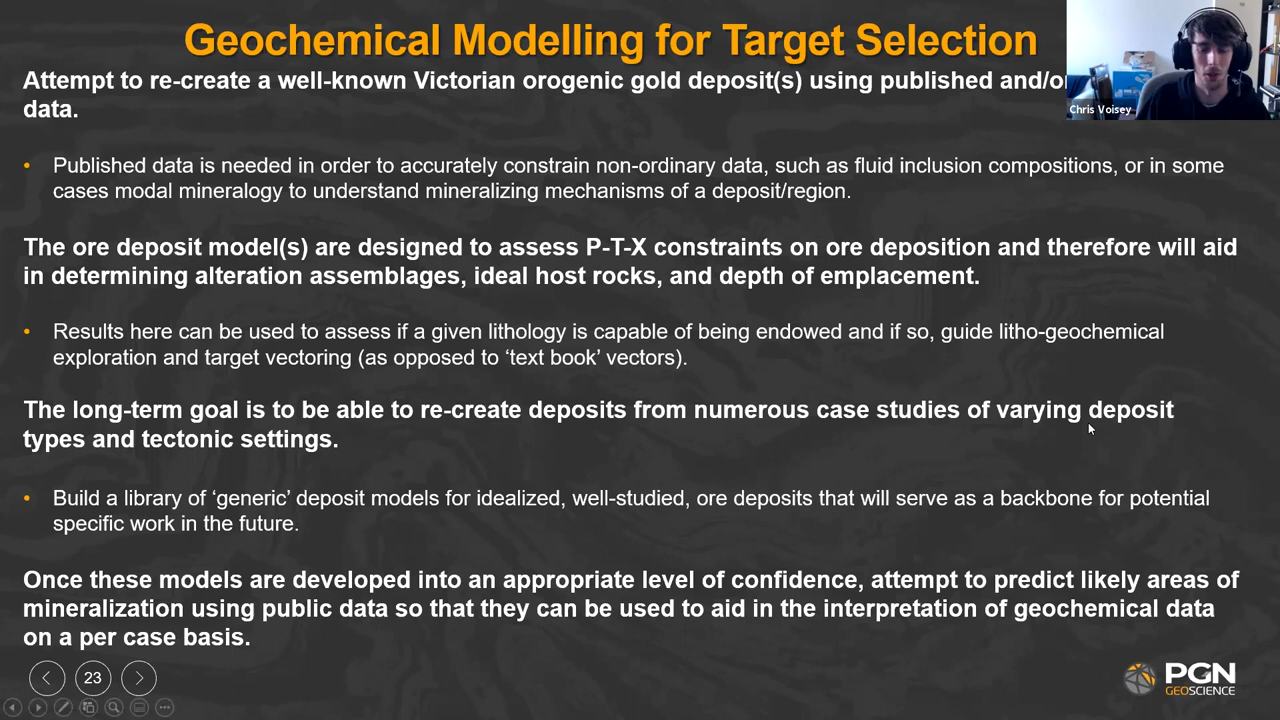 Geochemical Modelling for Target Selection
Attempt to re-create a well-known Victorian orogenic gold deposit(s) using published and/or
data.
Chris Voisey
• Published data is needed in order to accurately constrain non-ordinary data, such as fluid inclusion compositions, or in some
cases modal mineralogy to understand mineralizing mechanisms of a deposit/region.
The ore deposit model(s) are designed to assess P-T-X constraints on ore deposition and therefore will aid
in determining alteration assemblages, ideal host rocks, and depth of emplacement.
• Results here can be used to assess if a given lithology is capable of being endowed and if so, guide litho-geochemical
exploration and target vectoring (as opposed to ‘text book’ vectors).
The long-term goal is to be able to re-create deposits from numerous case studies of varying deposit
types and tectonic settings.
• Build a library of ‘generic’ deposit models for idealized, well-studied, ore deposits that will serve as a backbone for potential
specific work in the future.
Once these models are developed into an appropriate level of confidence, attempt to predict likely areas of
mineralization using public data so that they can be used to aid in the interpretation of geochemical data
on a per case basis.
23
PGN
GEOSCIENCE